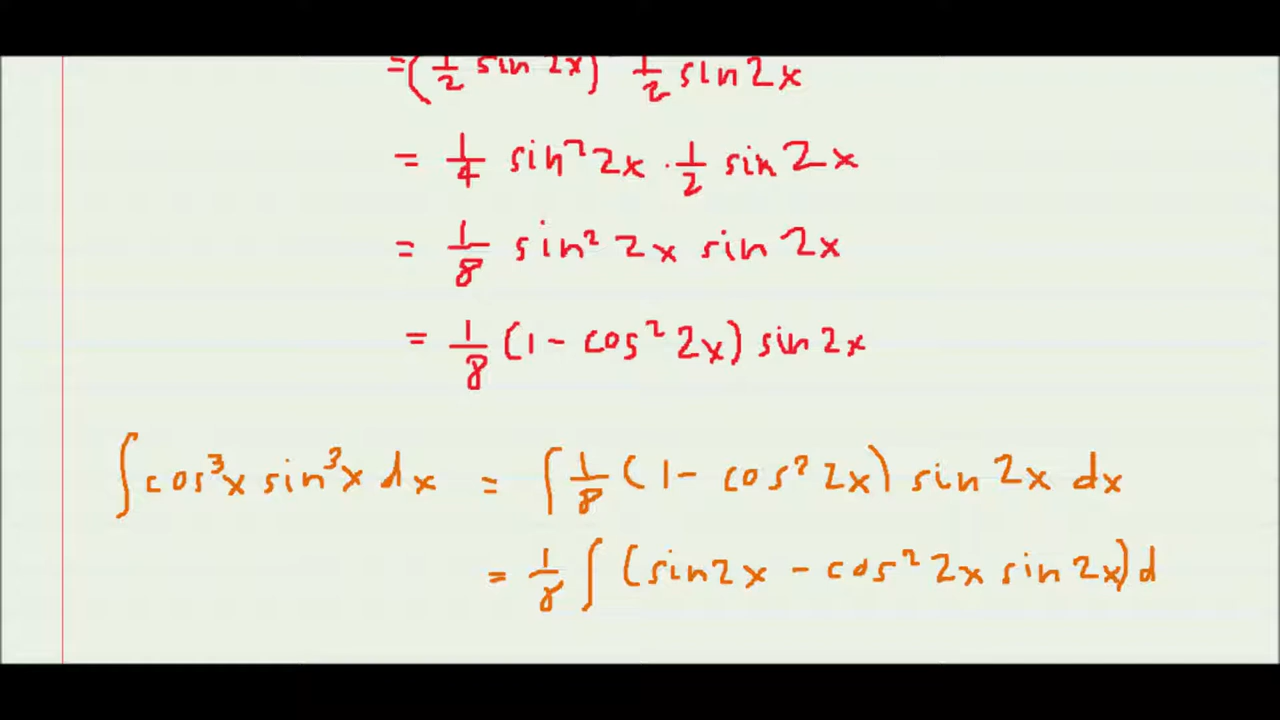 =(1/2 sin 2x) 1/2 sin 2x
= 1/4 sin² 2x · 1/2 sin 2x
= 1/8 sin² 2x sin 2x
= 1/8 (1 - cos² 2x) sin 2x
∫cos³x sin³x dx = ∫ 1/8 (1 - cos² 2x) sin 2x dx
= 1/8 ∫ (sin2x - cos² 2x sin 2x) d